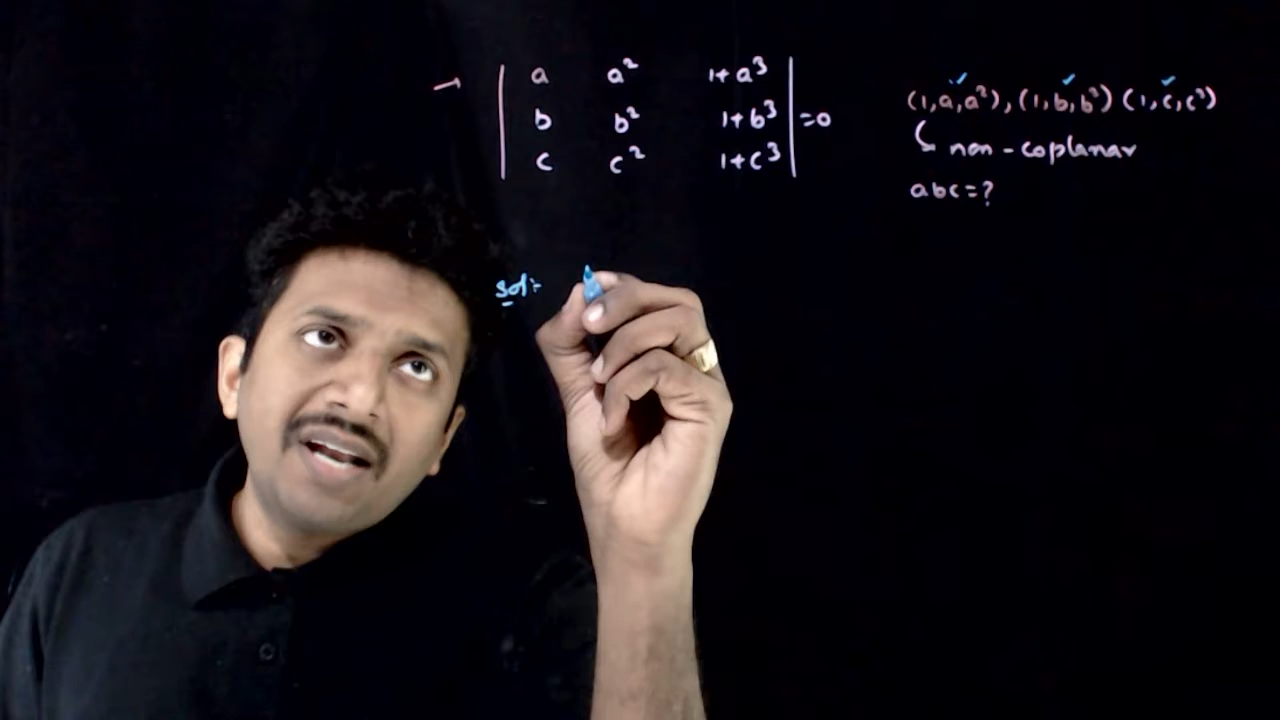 → | a a² 1+a³ |
| b b² 1+b³ | =0
| c c² 1+c³ |
(1,a,a²), (1,b,b²) (1,c,c²)
↳ non-coplanar
abc=?
Sol:-